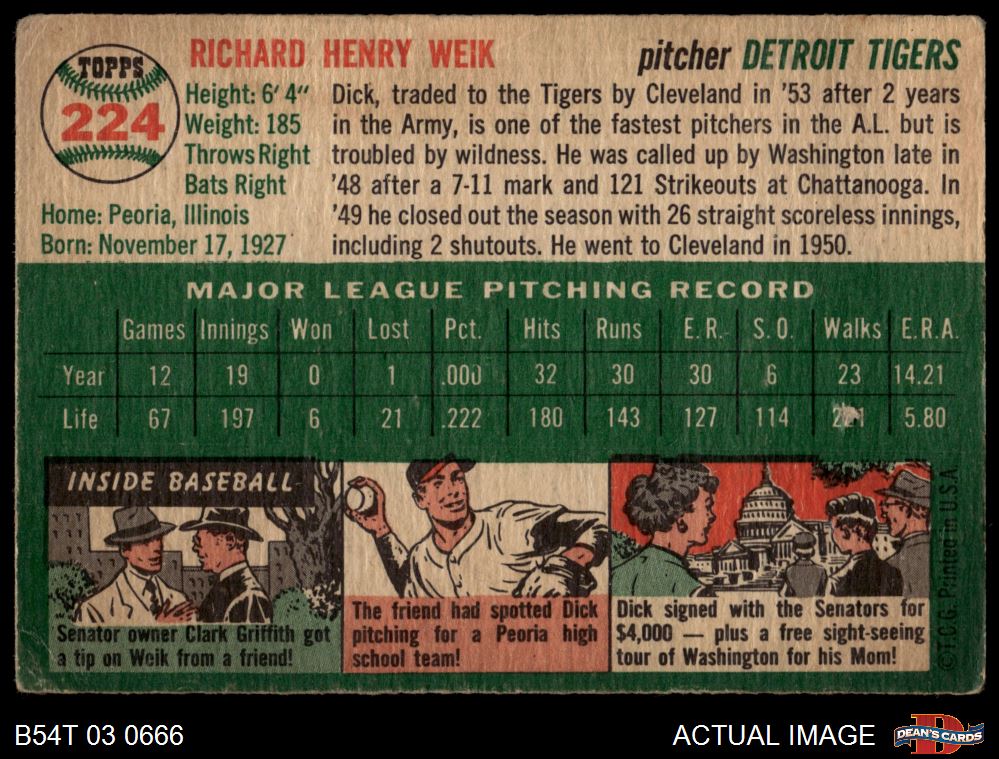 TOPPS
224
RICHARD HENRY WEIK
pitcher DETROIT TIGERS
Height: 6' 4"
Weight: 185
Throws Right
Bats Right
Home: Peoria, Illinois
Born: November 17, 1927
Dick, traded to the Tigers by Cleveland in '53 after 2 years
in the Army, is one of the fastest pitchers in the A.L. but is
troubled by wildness. He was called up by Washington late in
'48 after a 7-11 mark and 121 Strikeouts at Chattanooga. In
'49 he closed out the season with 26 straight scoreless innings,
including 2 shutouts. He went to Cleveland in 1950.
MAJOR LEAGUE PITCHING RECORD
Games Innings Won Lost Pct. Hits Runs E.R. S.O. Walks E.R.A.
Year 12 19 0 1 .000 32 30 30 6 23 14.21
Life 67 197 6 21 .222 180 143 127 114 5.80
INSIDE BASEBALL
Senator owner Clark Griffith got
a tip on Weik from a friend!
The friend had spotted Dick
pitching for a Peoria high
school team!
Dick signed with the Senators for
$4,000 — plus a free sight-seeing
tour of Washington for his Mom!
©T.C.G. Printed in U.S.A.
B54T 03 0666
ACTUAL IMAGE
DEAN'S CARDS